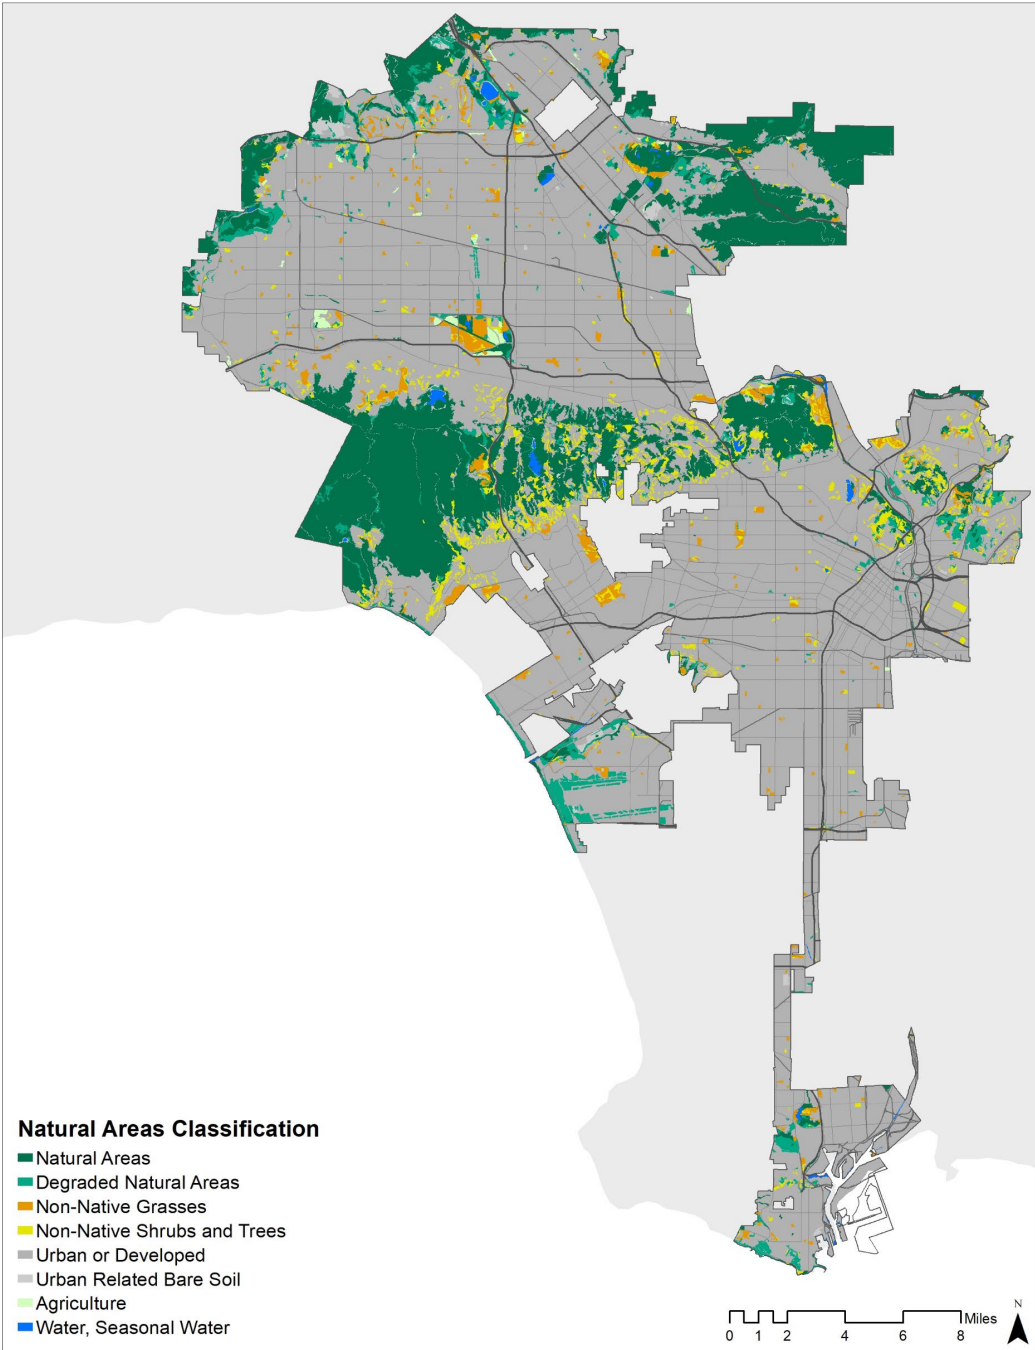 Natural Areas Classification
Natural Areas
Degraded Natural Areas
Non-Native Grasses
Non-Native Shrubs and Trees
Urban or Developed
Urban Related Bare Soil
Agriculture
Water, Seasonal Water
N
Miles
0 1 2 4 6 8